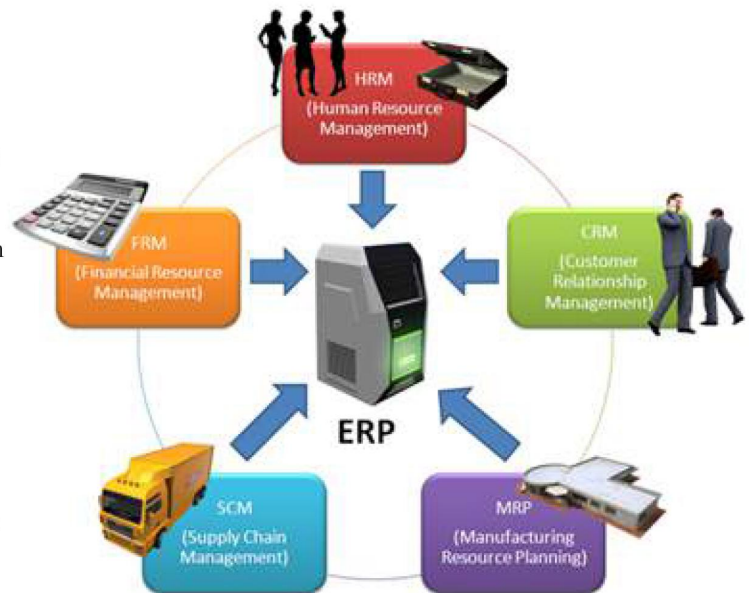 HRM
(Human Resource
Management)
FRM
(Financial Resource
Management)
CRM
(Customer
Relationship
Management)
ERP
SCM
(Supply Chain
Management)
MRP
(Manufacturing
Resource Planning)